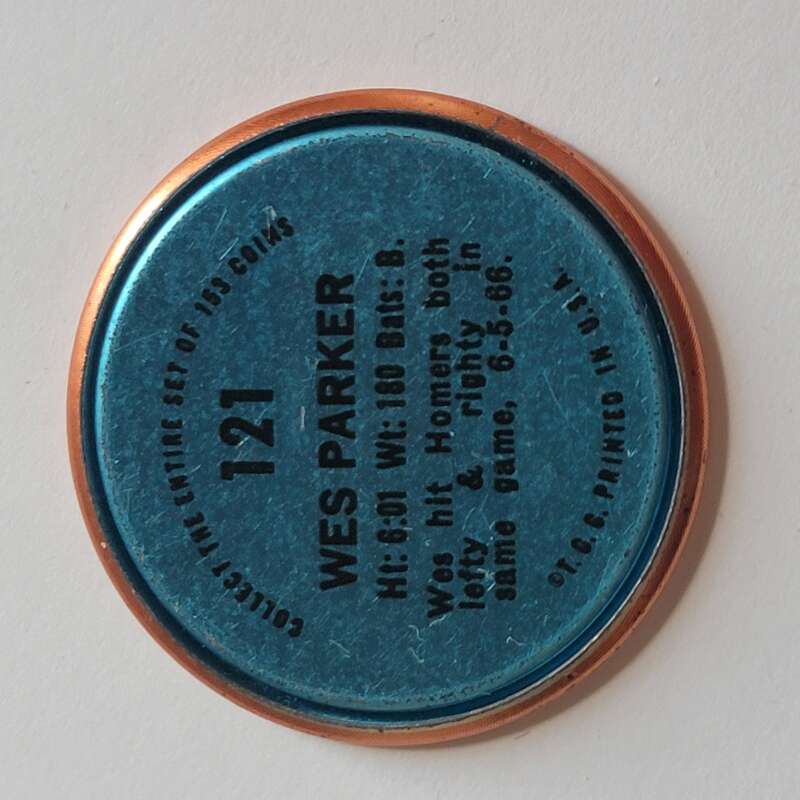 COLLECT THE ENTIRE SET OF 153 COINS
121
WES PARKER
Ht: 6:01 Wt: 180 Bats: B.
Wes hit Homers both
lefty & righty in
same game, 6-5-66.
©T. C. G. PRINTED IN U.S.A.